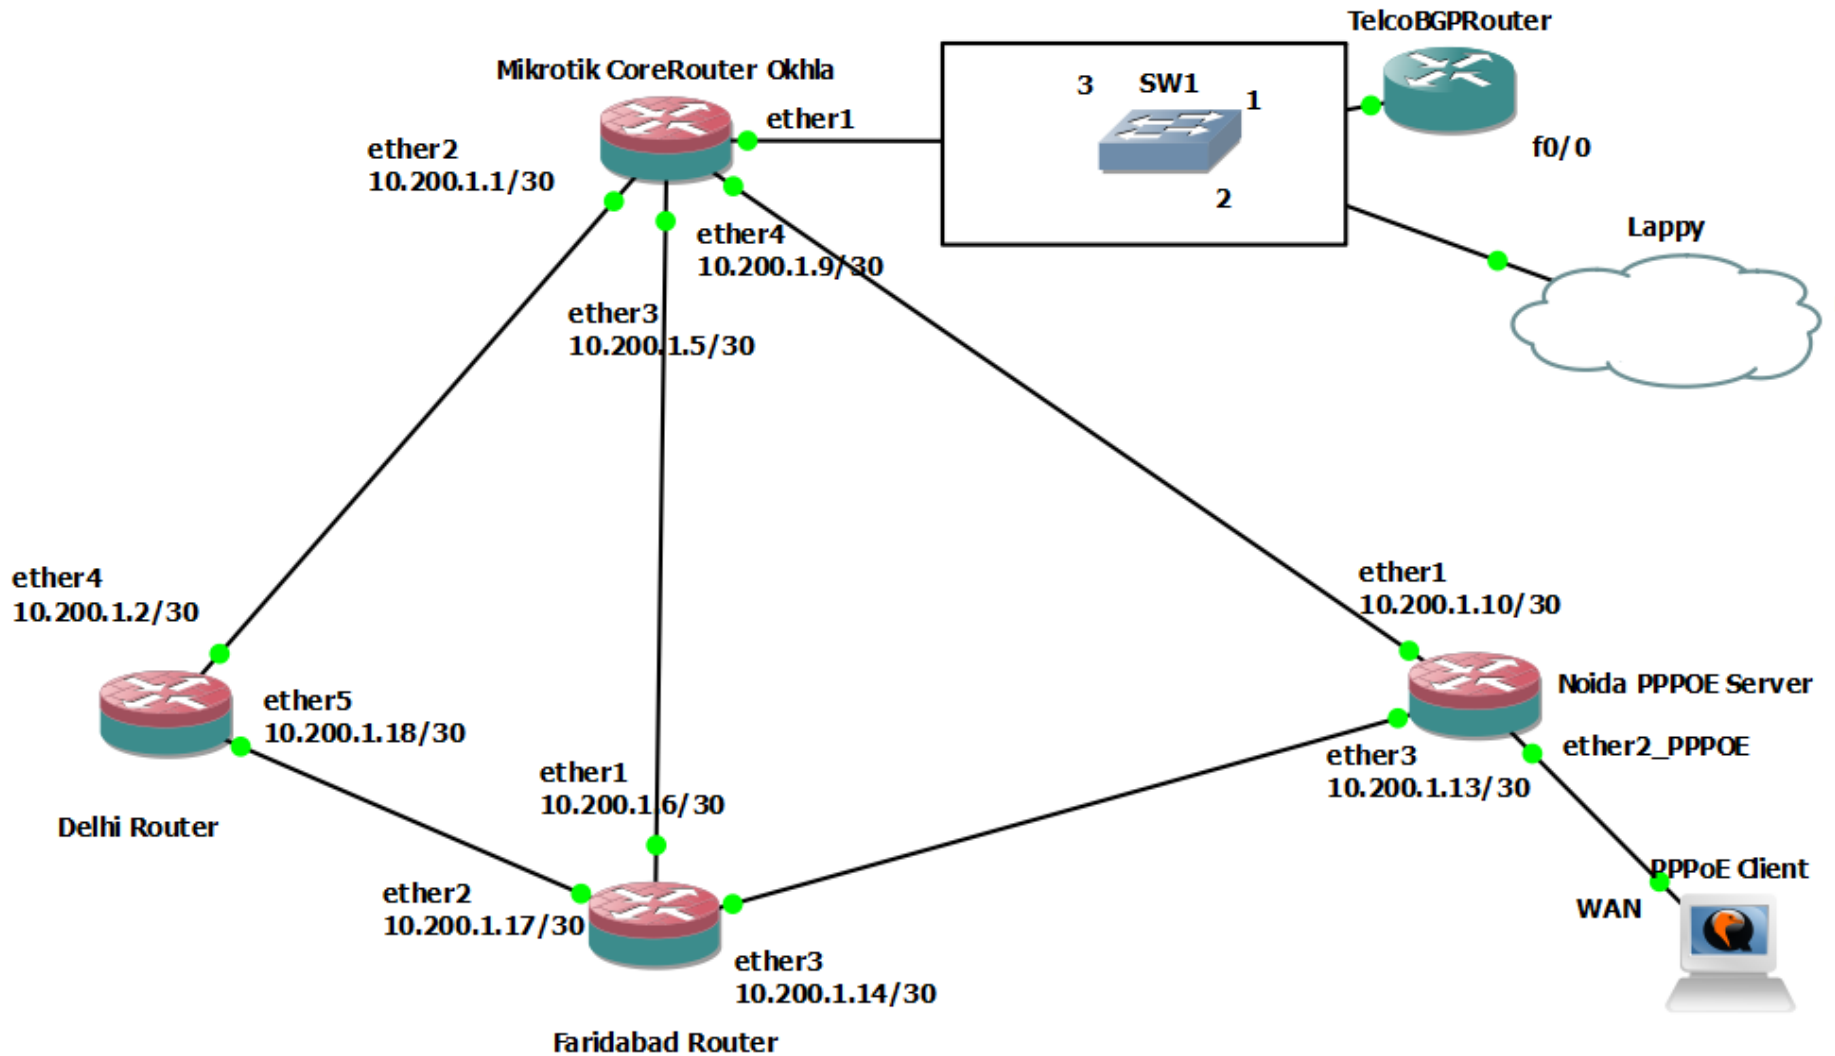 TelcoBGPRouter
Mikrotik CoreRouter Okhla
3
SW1
1
ether1
f0/0
ether2
10.200.1.1/30
2
Lappy
ether4
10.200.1.9/30
ether3
10.200.1.5/30
ether4
10.200.1.2/30
ether1
10.200.1.10/30
Noida PPPOE Server
ether5
10.200.1.18/30
ether2_PPPOE
ether3
10.200.1.13/30
ether1
10.200.1.6/30
Delhi Router
PPPoE Client
ether2
10.200.1.17/30
WAN
ether3
10.200.1.14/30
Faridabad Router